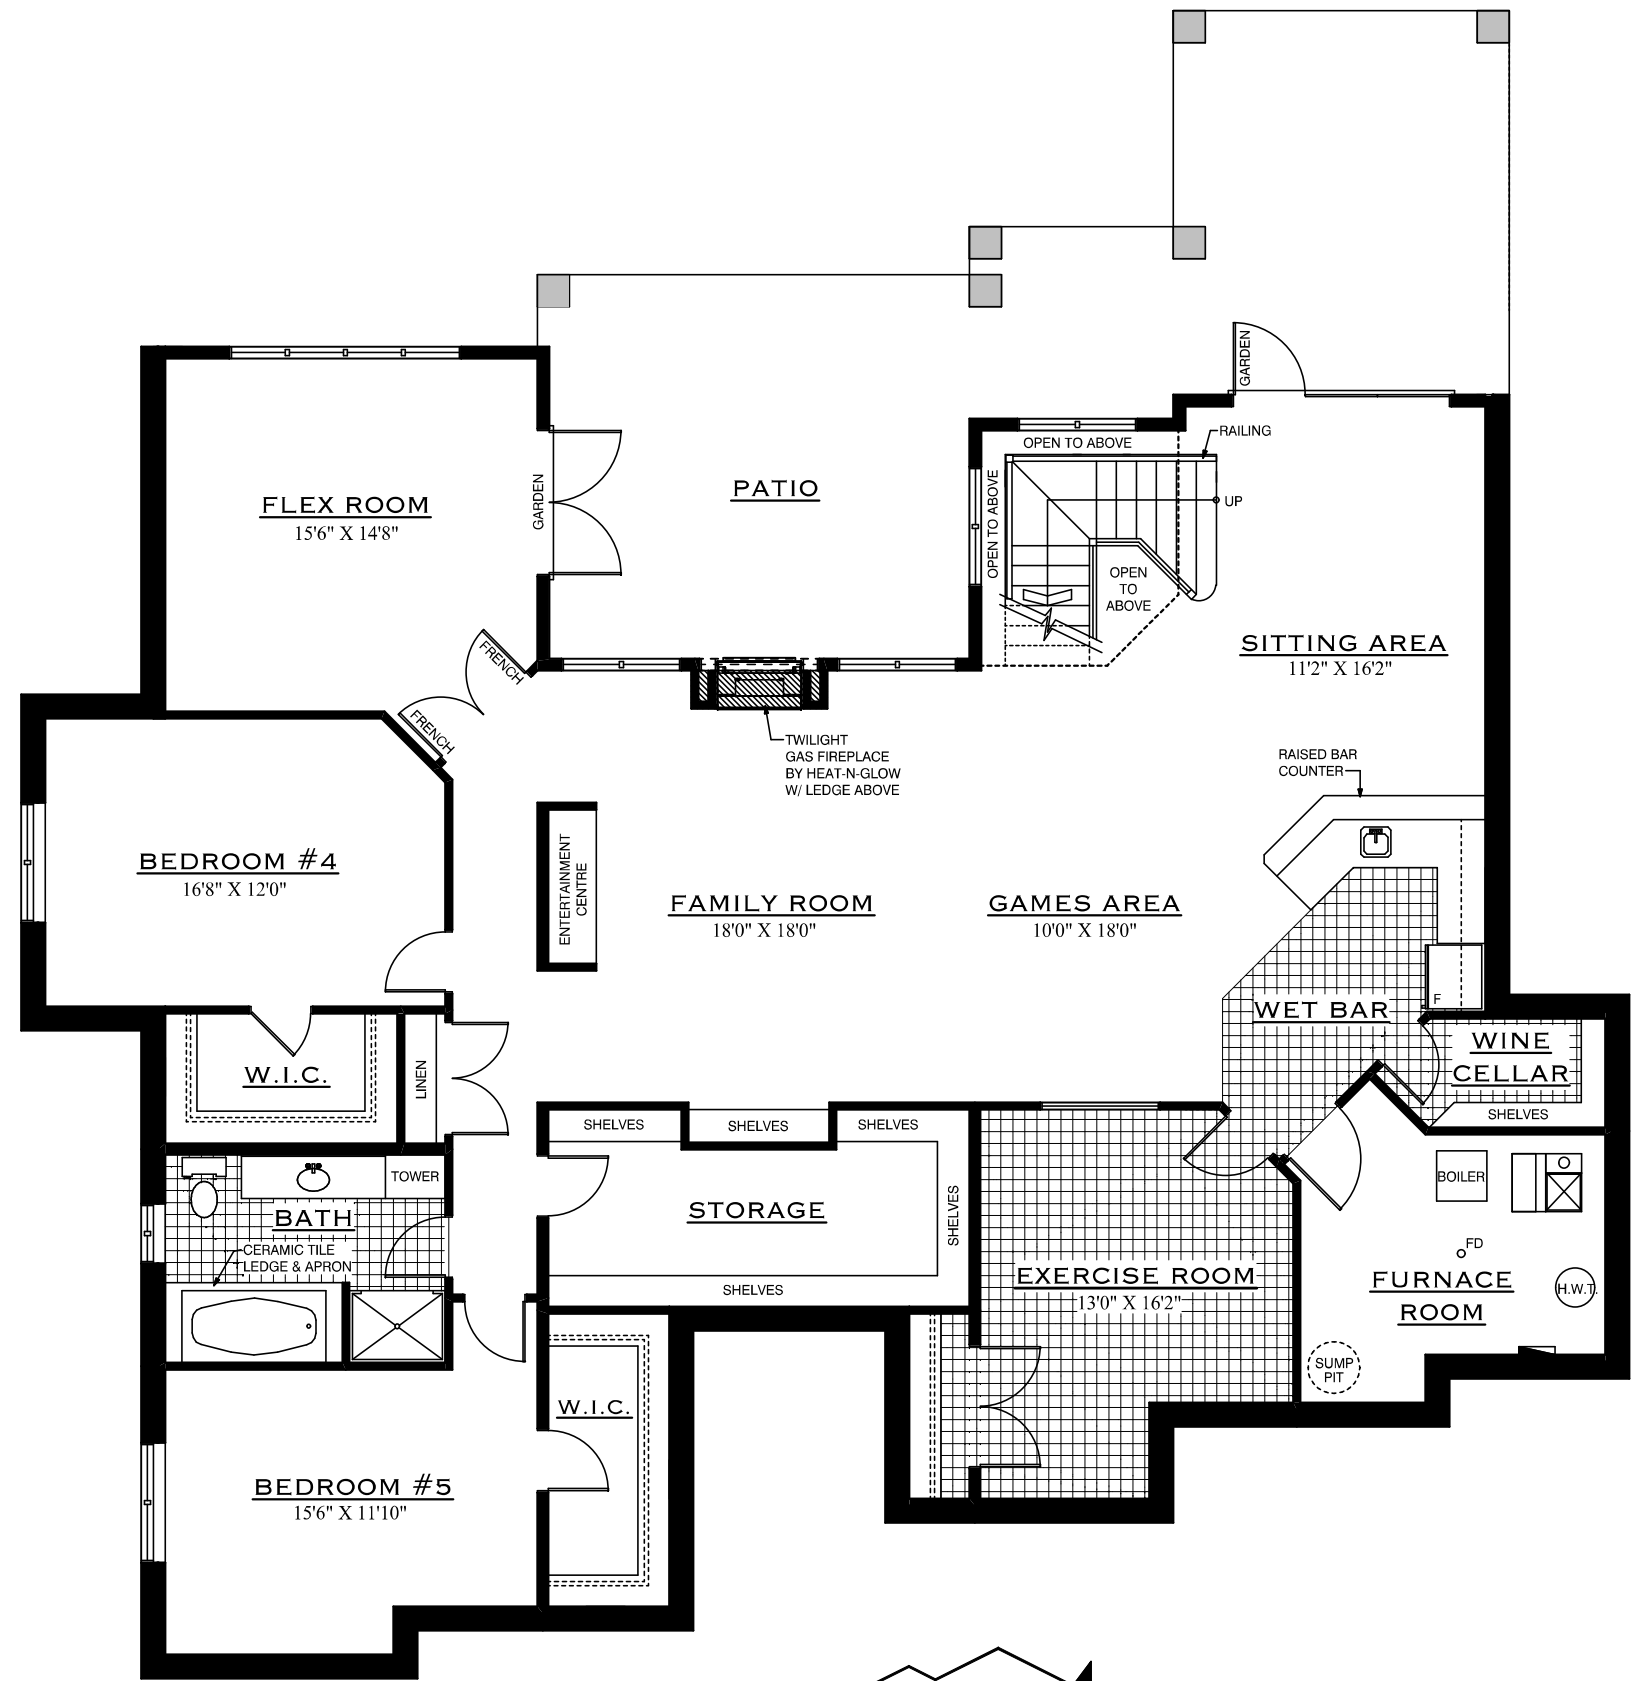 GARDEN
RAILING
OPEN TO ABOVE
OPEN TO ABOVE
UP
PATIO
FLEX ROOM
15'6" X 14'8"
GARDEN
OPEN
TO
ABOVE
SITTING AREA
11'2" X 16'2"
FRENCH
FRENCH
TWILIGHT
GAS FIREPLACE
BY HEAT-N-GLOW
W/ LEDGE ABOVE
RAISED BAR
COUNTER
BEDROOM #4
16'8" X 12'0"
ENTERTAINMENT
CENTRE
FAMILY ROOM
18'0" X 18'0"
GAMES AREA
10'0" X 18'0"
F
WET BAR
WINE
CELLAR
SHELVES
W.I.C.
LINEN
SHELVES
SHELVES
SHELVES
TOWER
BOILER
BATH
STORAGE
SHELVES
CERAMIC TILE
LEDGE & APRON
FD
EXERCISE ROOM
13'0" X 16'2"
FURNACE
ROOM
H.W.T.
SHELVES
SUMP
PIT
W.I.C.
BEDROOM #5
15'6" X 11'10"